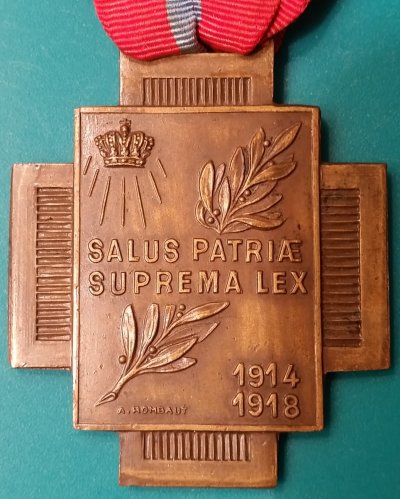 SALUS PATRIÆ
SUPREMA LEX
1914
1918
A. ROMBAUT